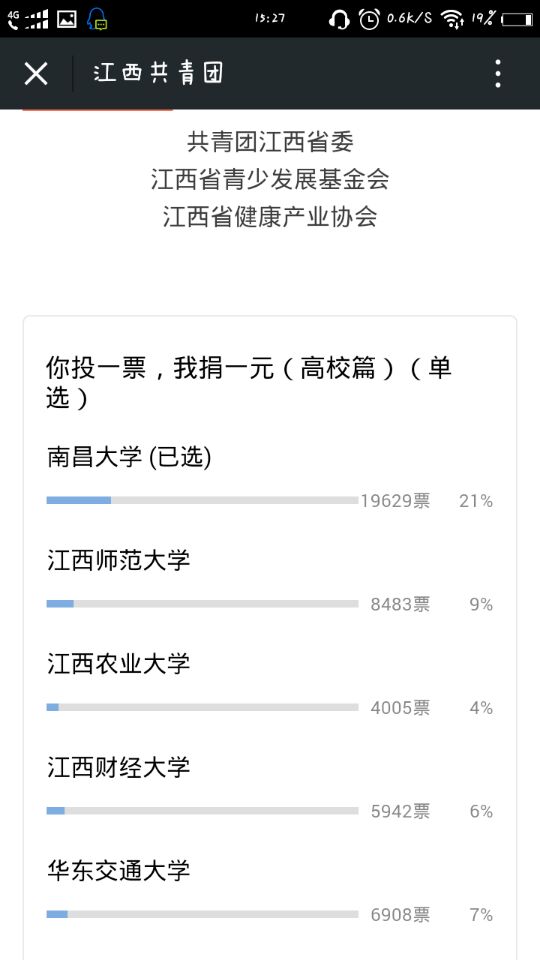 4G 15:27 0.6K/S 19%
江西共青团
共青团江西省委
江西省青少发展基金会
江西省健康产业协会
你投一票，我捐一元（高校篇）（单
选）
南昌大学 (已选)
19629票 21%
江西师范大学
8483票 9%
江西农业大学
4005票 4%
江西财经大学
5942票 6%
华东交通大学
6908票 7%